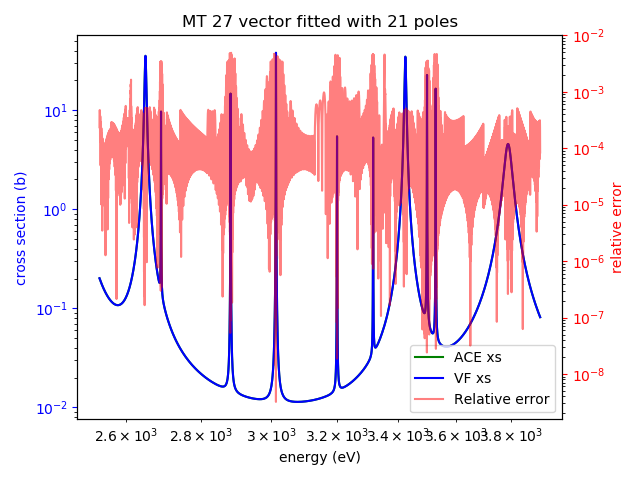 MT 27 vector fitted with 21 poles
cross section (b)
10¹
10⁰
10⁻¹
10⁻²
10⁻²
10⁻³
10⁻⁴
10⁻⁵
10⁻⁶
10⁻⁷
10⁻⁸
relative error
ACE xs
VF xs
Relative error
2.6 × 10³ 2.8 × 10³ 3 × 10³ 3.2 × 10³ 3.4 × 10³ 3.6 × 10³ 3.8 × 10³
energy (eV)